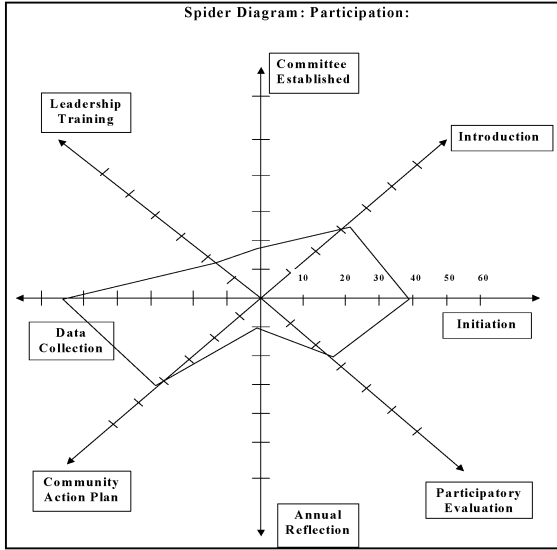 Spider Diagram: Participation:
Committee
Established
Leadership
Training
Introduction
10 20 30 40 50 60
Data
Collection
Initiation
Community
Action Plan
Participatory
Evaluation
Annual
Reflection